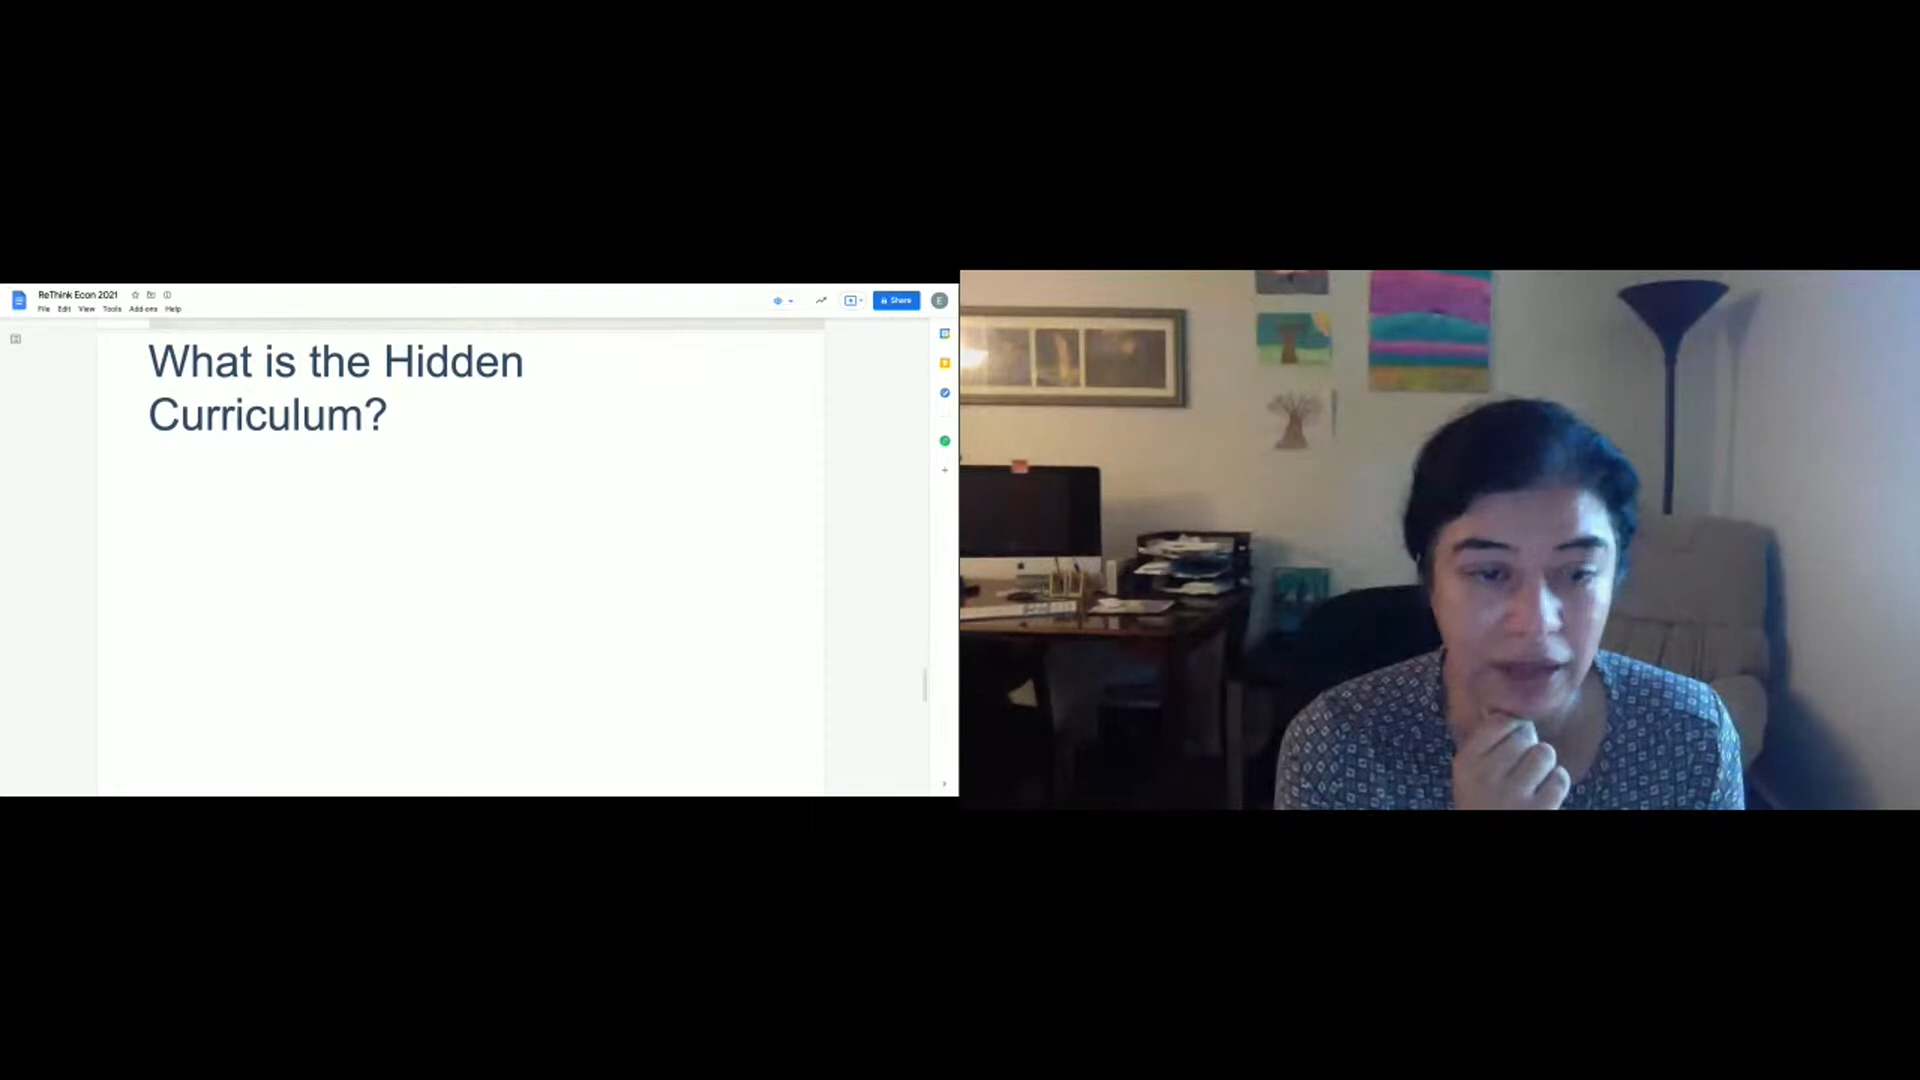 ReThink Econ 2021
File Edit View Tools Add-ons Help
Share
E
What is the Hidden
Curriculum?